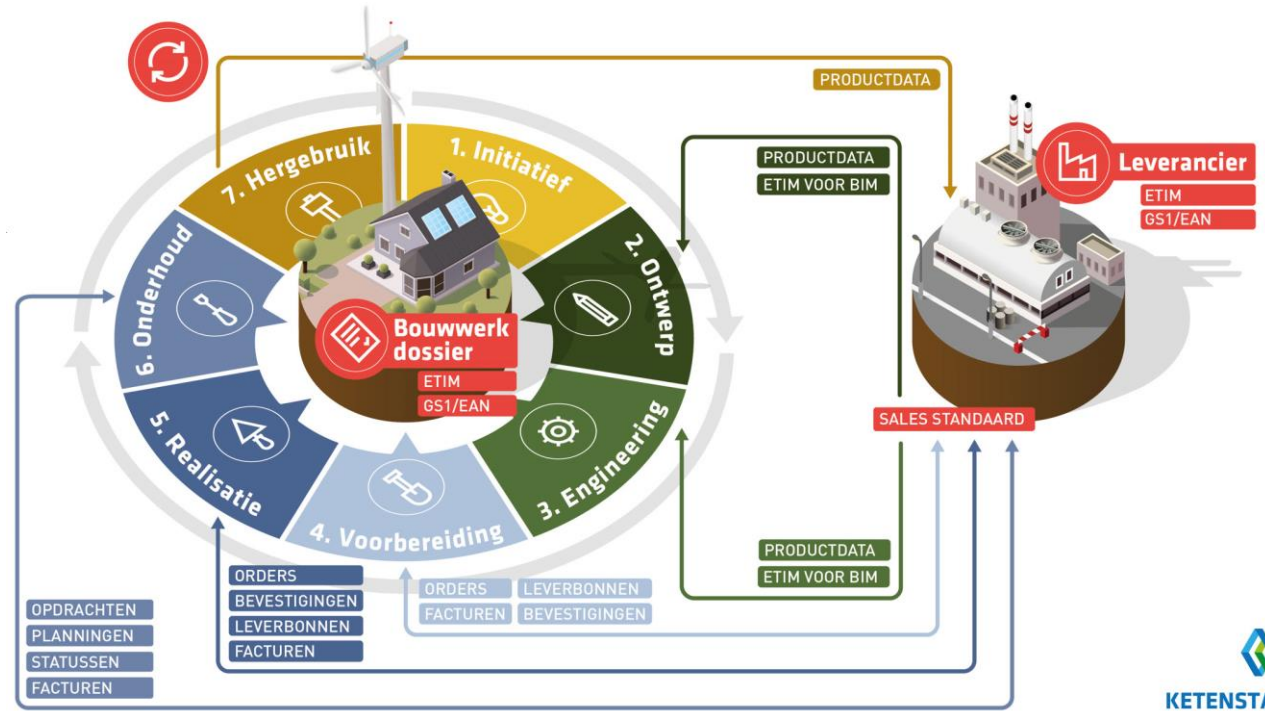 PRODUCTDATA
7. Hergebruik
1. Initiatief
PRODUCTDATA
ETIM VOOR BIM
Leverancier
ETIM
GS1/EAN
6. Onderhoud
2. Ontwerp
Bouwwerk
dossier
ETIM
GS1/EAN
SALES STANDAARD
5. Realisatie
3. Engineering
4. Voorbereiding
PRODUCTDATA
ETIM VOOR BIM
ORDERS
BEVESTIGINGEN
LEVERBONNEN
FACTUREN
ORDERS LEVERBONNEN
FACTUREN BEVESTIGINGEN
OPDRACHTEN
PLANNINGEN
STATUSSEN
FACTUREN